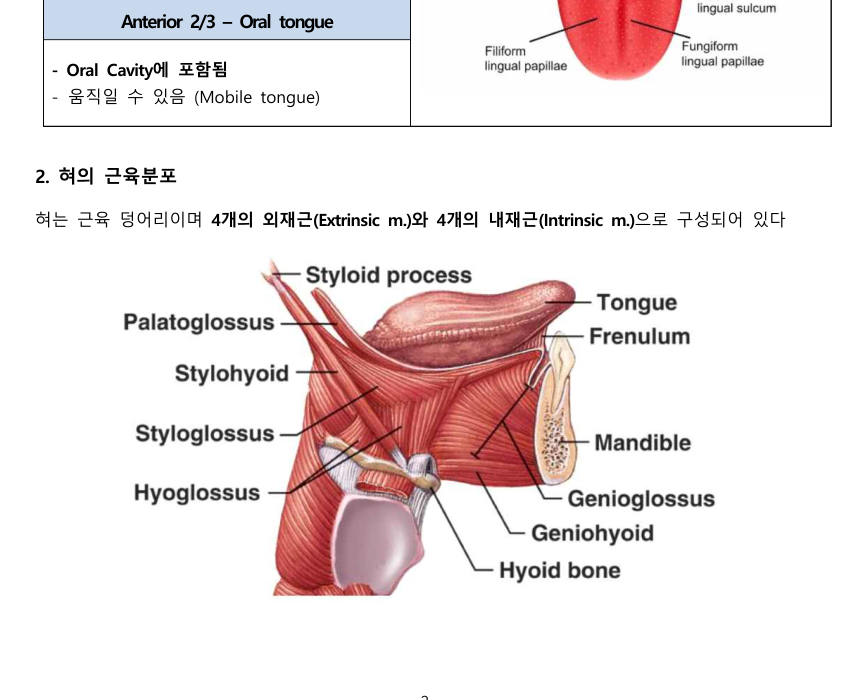 Anterior 2/3 – Oral tongue
- Oral Cavity에 포함됨
- 움직일 수 있음 (Mobile tongue)
lingual sulcum
Filiform
lingual papillae
Fungiform
lingual papillae
2. 혀의 근육분포
혀는 근육 덩어리이며 4개의 외재근(Extrinsic m.)와 4개의 내재근(Intrinsic m.)으로 구성되어 있다
Styloid process
Tongue
Palatoglossus
Frenulum
Stylohyoid
Styloglossus
Mandible
Hyoglossus
Genioglossus
Geniohyoid
Hyoid bone